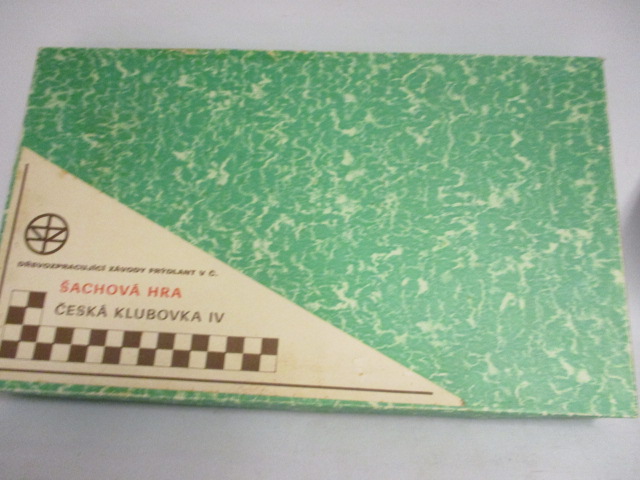 DŘEVOZPRACUJÍCÍ ZÁVODY FRÝDLANT V Č.
ŠACHOVÁ HRA
ČESKÁ KLUBOVKA IV